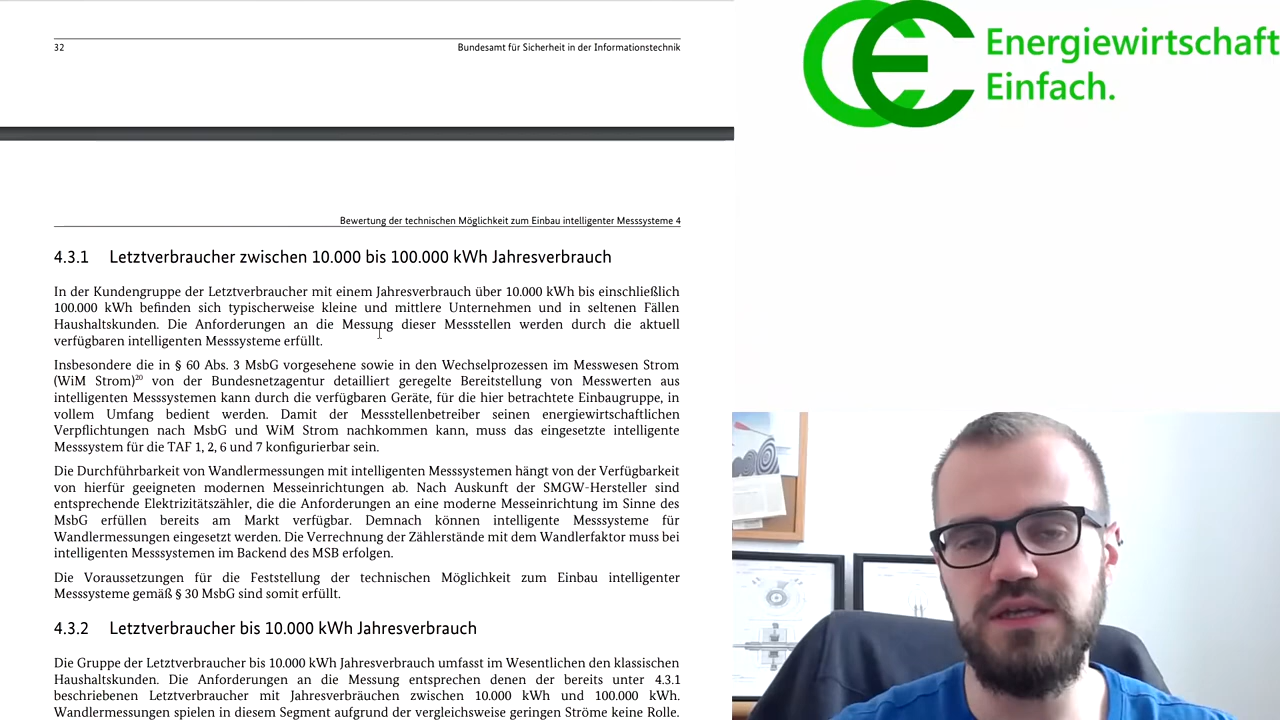 32
Bundesamt für Sicherheit in der Informationstechnik
Energiewirtschaft
Einfach.
Bewertung der technischen Möglichkeit zum Einbau intelligenter Messsysteme 4
4.3.1 Letztverbraucher zwischen 10.000 bis 100.000 kWh Jahresverbrauch
In der Kundengruppe der Letztverbraucher mit einem Jahresverbrauch über 10.000 kWh bis einschließlich
100.000 kWh befinden sich typischerweise kleine und mittlere Unternehmen und in seltenen Fällen
Haushaltskunden. Die Anforderungen an die Messung dieser Messstellen werden durch die aktuell
verfügbaren intelligenten Messsysteme erfüllt.
Insbesondere die in § 60 Abs. 3 MsbG vorgesehene sowie in den Wechselprozessen im Messwesen Strom
(WiM Strom)²⁰ von der Bundesnetzagentur detailliert geregelte Bereitstellung von Messwerten aus
intelligenten Messsystemen kann durch die verfügbaren Geräte, für die hier betrachtete Einbaugruppe, in
vollem Umfang bedient werden. Damit der Messstellenbetreiber seinen energiewirtschaftlichen
Verpflichtungen nach MsbG und WiM Strom nachkommen kann, muss das eingesetzte intelligente
Messsystem für die TAF 1, 2, 6 und 7 konfigurierbar sein.
Die Durchführbarkeit von Wandlermessungen mit intelligenten Messsystemen hängt von der Verfügbarkeit
von hierfür geeigneten modernen Messeinrichtungen ab. Nach Auskunft der SMGW-Hersteller sind
entsprechende Elektrizitätszähler, die die Anforderungen an eine moderne Messeinrichtung im Sinne des
MsbG erfüllen bereits am Markt verfügbar. Demnach können intelligente Messsysteme für
Wandlermessungen eingesetzt werden. Die Verrechnung der Zählerstände mit dem Wandlerfaktor muss bei
intelligenten Messsystemen im Backend des MSB erfolgen.
Die Voraussetzungen für die Feststellung der technischen Möglichkeit zum Einbau intelligenter
Messsysteme gemäß § 30 MsbG sind somit erfüllt.
4.3.2 Letztverbraucher bis 10.000 kWh Jahresverbrauch
Die Gruppe der Letztverbraucher bis 10.000 kWh Jahresverbrauch umfasst im Wesentlichen den klassischen
Haushaltskunden. Die Anforderungen an die Messung entsprechen denen der bereits unter 4.3.1
beschriebenen Letztverbraucher mit Jahresverbräuchen zwischen 10.000 kWh und 100.000 kWh.
Wandlermessungen spielen in diesem Segment aufgrund der vergleichsweise geringen Ströme keine Rolle.